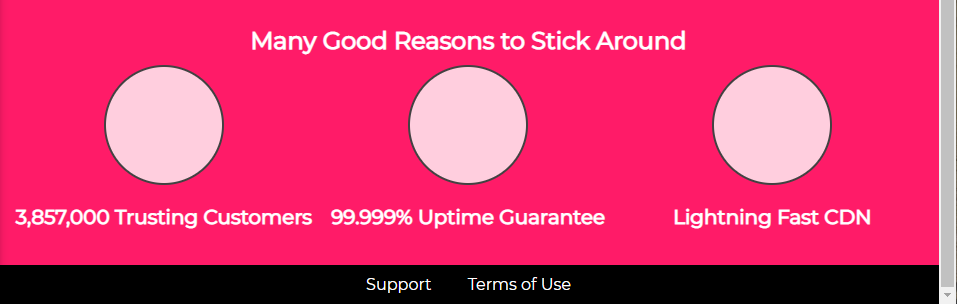 Many Good Reasons to Stick Around
3,857,000 Trusting Customers 99.999% Uptime Guarantee Lightning Fast CDN
Support Terms of Use